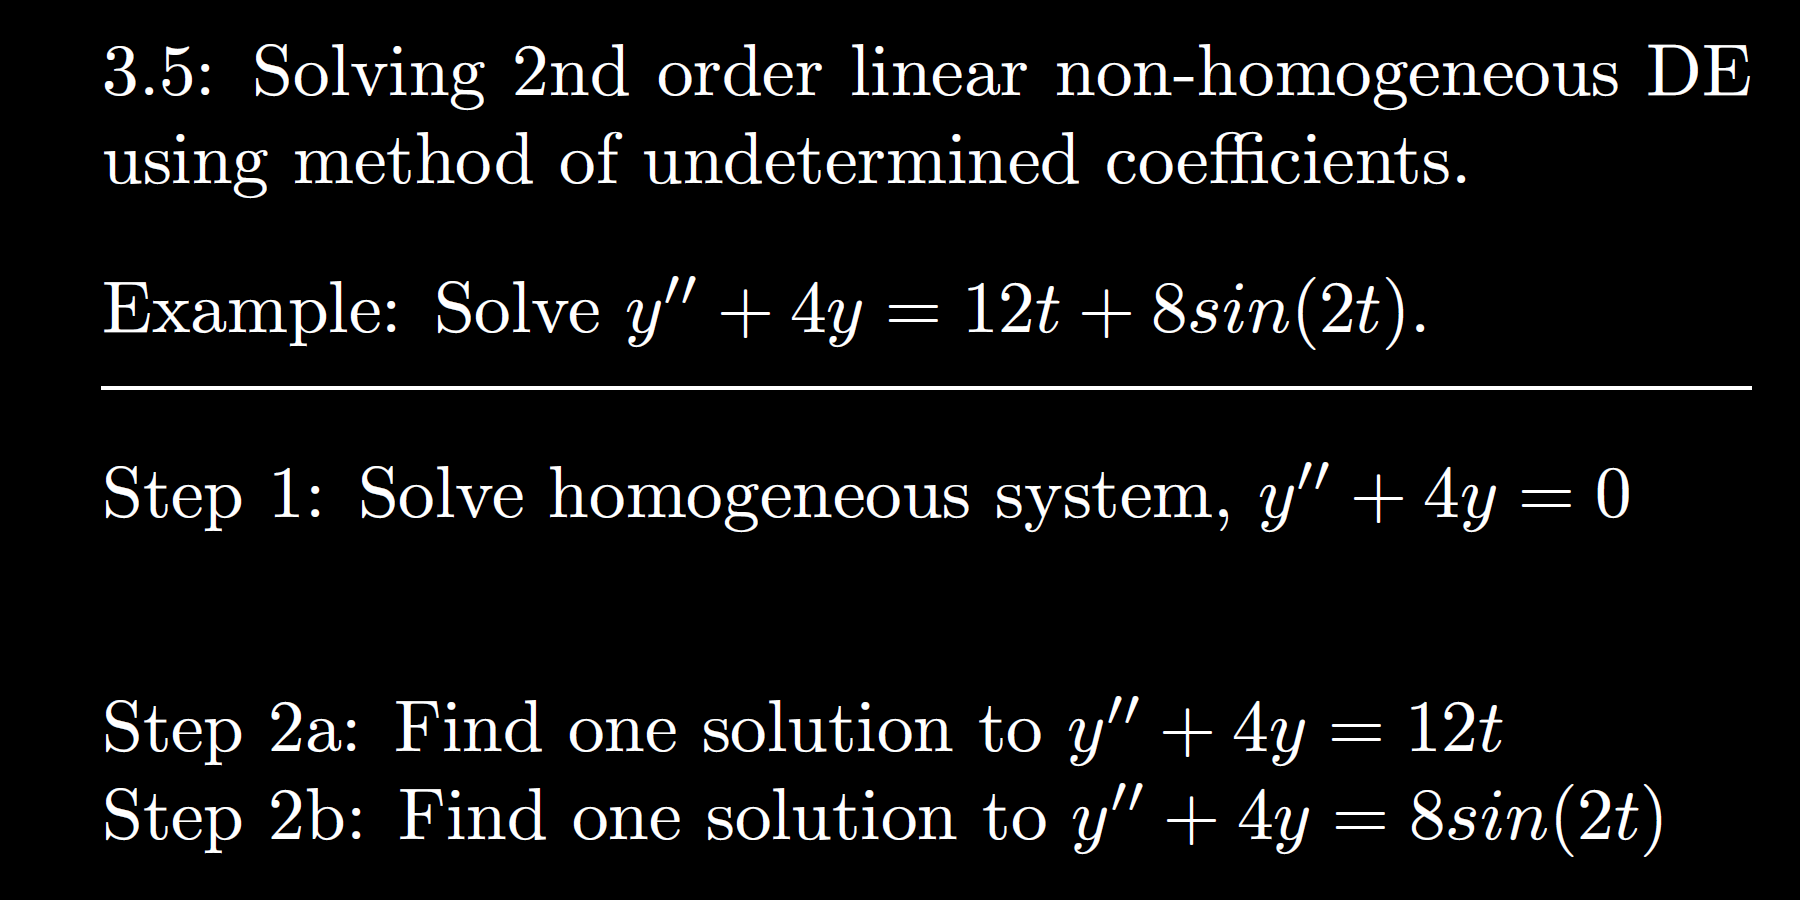 3.5: Solving 2nd order linear non-homogeneous DE
using method of undetermined coefficients.
Example: Solve y′′ + 4y = 12t + 8sin(2t).
Step 1: Solve homogeneous system, y′′ + 4y = 0
Step 2a: Find one solution to y′′ + 4y = 12t
Step 2b: Find one solution to y′′ + 4y = 8sin(2t)